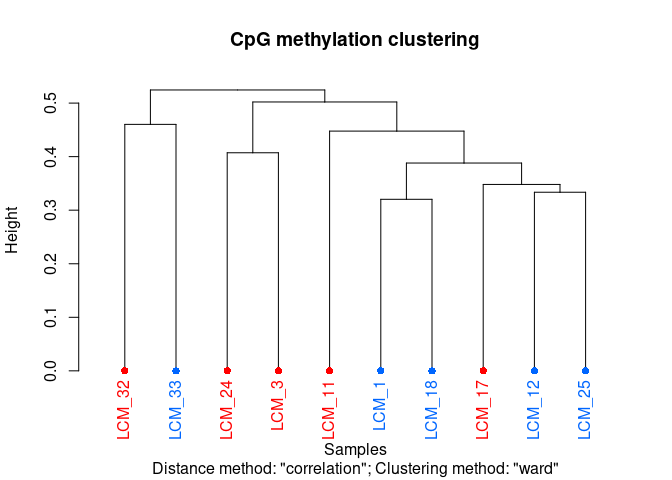 CpG methylation clustering
Height
0.5
0.4
0.3
0.2
0.1
0.0
LCM_32
LCM_33
LCM_24
LCM_3
LCM_11
LCM_1
LCM_18
LCM_17
LCM_12
LCM_25
Samples
Distance method: "correlation"; Clustering method: "ward"